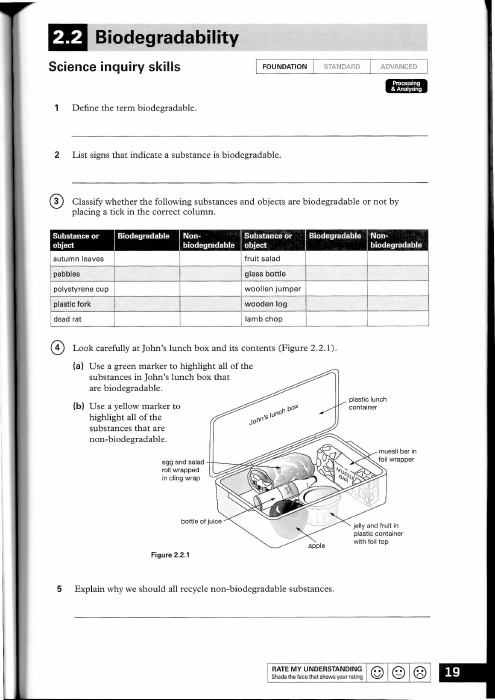 2.2 Biodegradability
Science inquiry skills
FOUNDATION STANDARD ADVANCED
Processing
& Analysing
1 Define the term biodegradable.
2 List signs that indicate a substance is biodegradable.
3 Classify whether the following substances and objects are biodegradable or not by
placing a tick in the correct column.
Substance or object Biodegradable Non-biodegradable Substance or object Biodegradable Non-biodegradable
autumn leaves fruit salad
pebbles glass bottle
polystyrene cup woollen jumper
plastic fork wooden log
dead rat lamb chop
4 Look carefully at John's lunch box and its contents (Figure 2.2.1).
(a) Use a green marker to highlight all of the
substances in John's lunch box that
are biodegradable.
(b) Use a yellow marker to
highlight all of the
substances that are
non-biodegradable.
John's lunch box
plastic lunch
container
muesli bar in
foil wrapper
MUESLI
BAR
egg and salad
roll wrapped
in cling wrap
bottle of juice
jelly and fruit in
plastic container
with foil top
apple
Figure 2.2.1
5 Explain why we should all recycle non-biodegradable substances.
RATE MY UNDERSTANDING
Shade the face that shows your rating
19